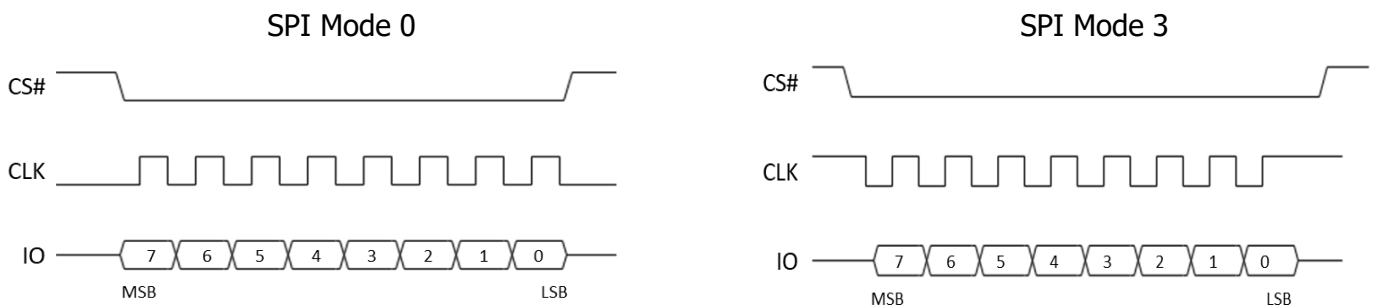 SPI Mode 0
CS#
CLK
IO
7 6 5 4 3 2 1 0
MSB LSB
SPI Mode 3
CS#
CLK
IO
7 6 5 4 3 2 1 0
MSB LSB